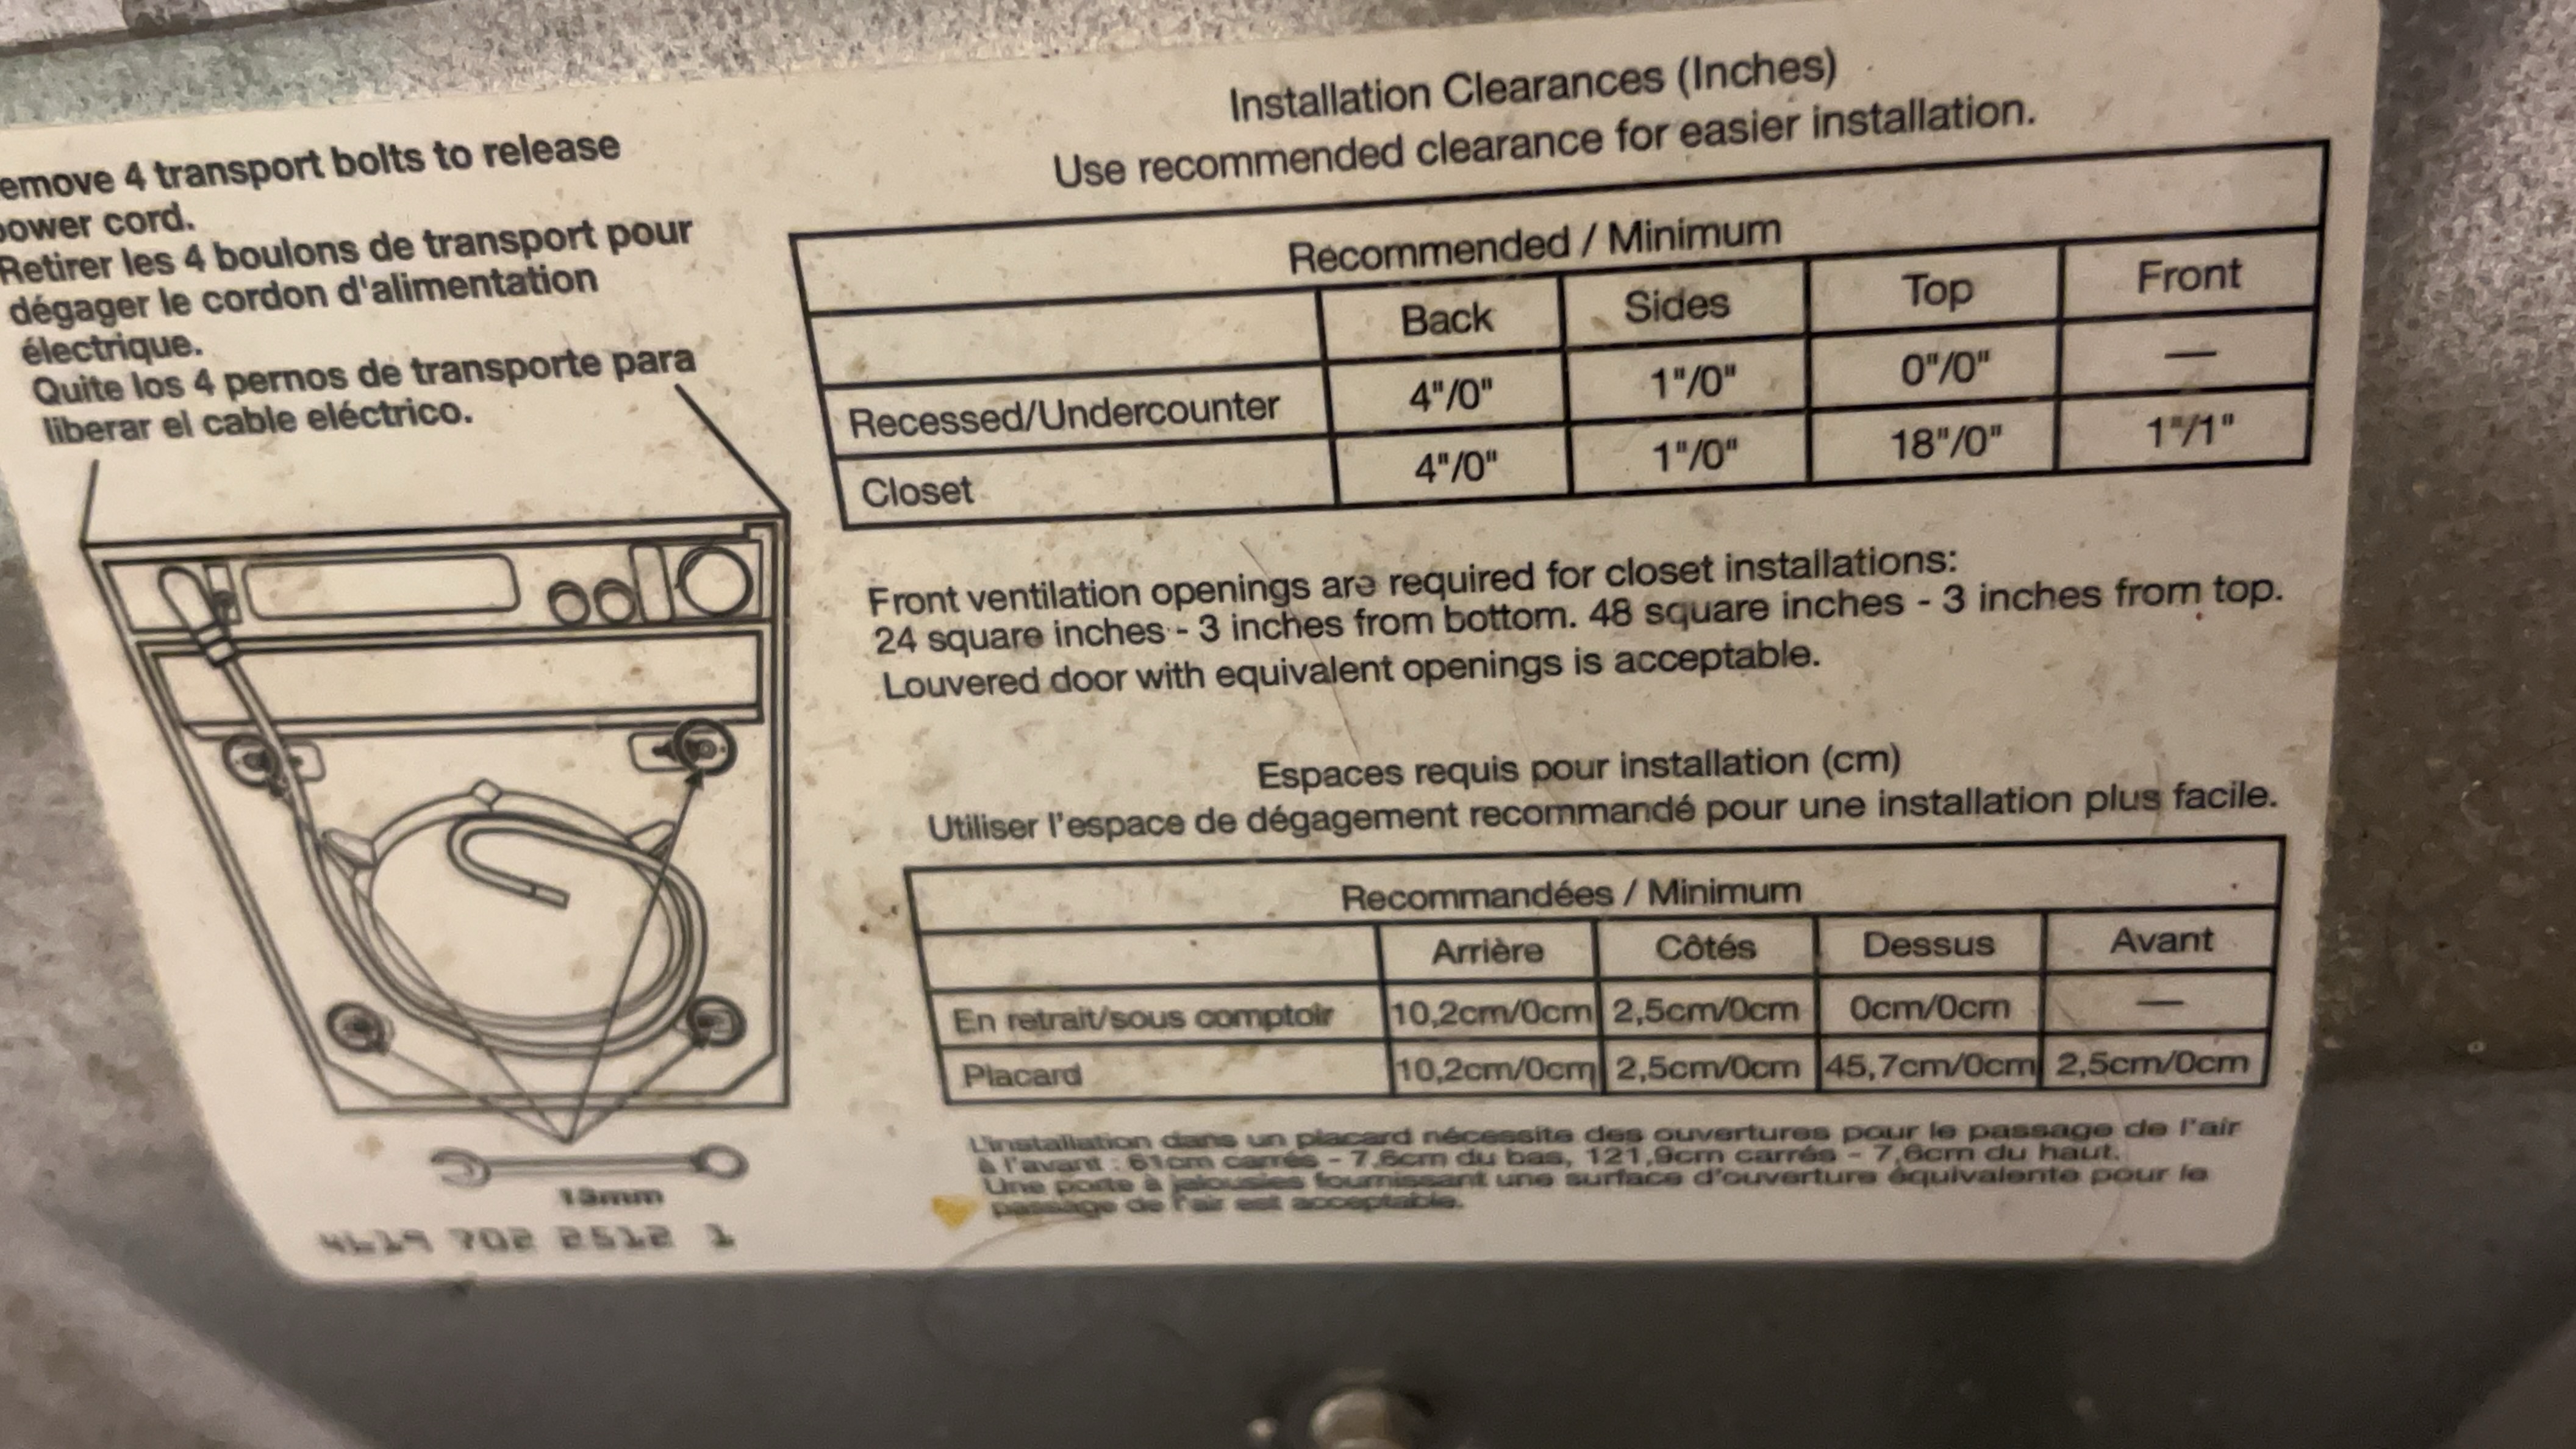 emove 4 transport bolts to release
ower cord.
Retirer les 4 boulons de transport pour
dégager le cordon d'alimentation
électrique.
Quite los 4 pernos de transporte para
liberar el cable eléctrico.
13mm
4619 702 2512 1
Installation Clearances (Inches)
Use recommended clearance for easier installation.
Recommended / Minimum
Back Sides Top Front
Recessed/Undercounter 4"/0" 1"/0" 0"/0" —
Closet 4"/0" 1"/0" 18"/0" 1"/1"
Front ventilation openings are required for closet installations:
24 square inches - 3 inches from bottom. 48 square inches - 3 inches from top.
Louvered door with equivalent openings is acceptable.
Espaces requis pour installation (cm)
Utiliser l'espace de dégagement recommandé pour une installation plus facile.
Recommandées / Minimum
Arrière Côtés Dessus Avant
En retrait/sous comptoir 10,2cm/0cm 2,5cm/0cm 0cm/0cm —
Placard 10,2cm/0cm 2,5cm/0cm 45,7cm/0cm 2,5cm/0cm
L'installation dans un placard nécessite des ouvertures pour le passage de l'air
à l'avant : 61cm carrés - 7,6cm du bas, 121,9cm carrés - 7,6cm du haut.
Une porte à jalousies fournissant une surface d'ouverture équivalente pour le
passage de l'air est acceptable.